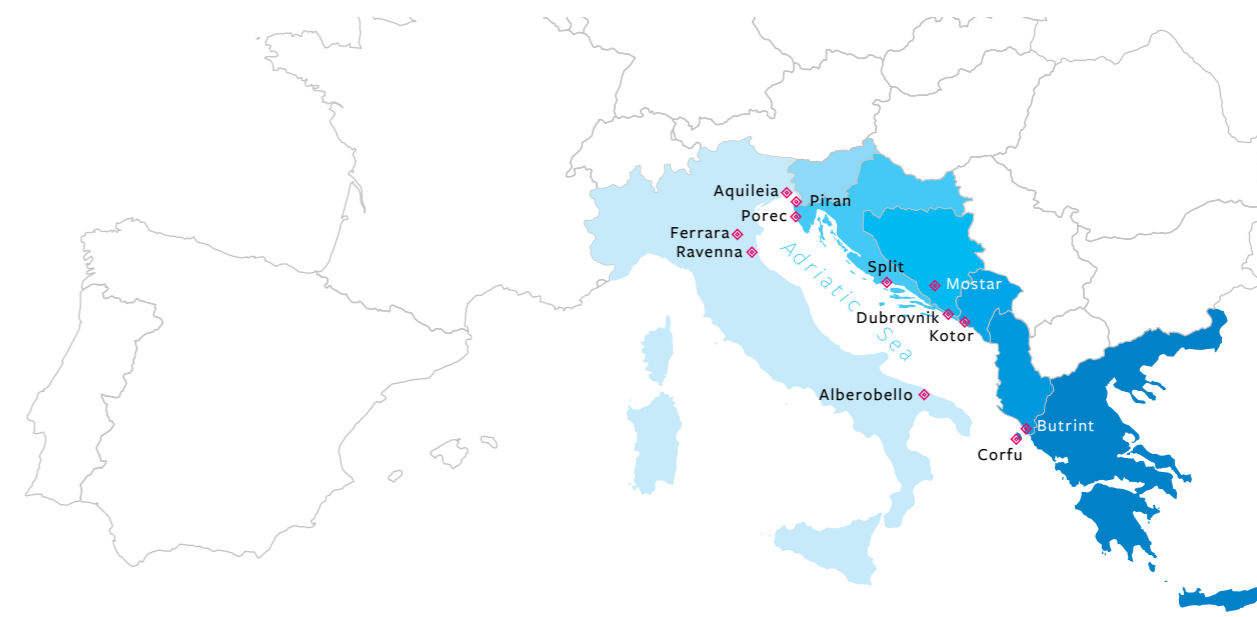 Aquileia
Piran
Porec
Ferrara
Ravenna
Adriatic Sea
Split
Mostar
Dubrovnik
Kotor
Alberobello
Butrint
Corfu